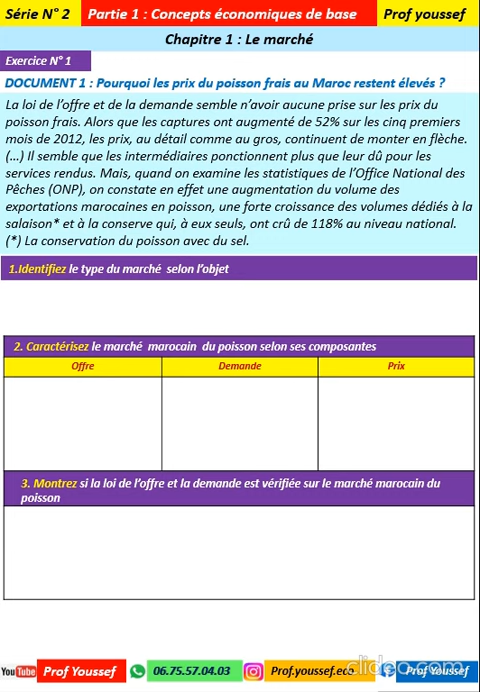 Série N° 2 Partie 1 : Concepts économiques de base Prof youssef
Chapitre 1 : Le marché
Exercice N° 1
DOCUMENT 1 : Pourquoi les prix du poisson frais au Maroc restent élevés ?
La loi de l'offre et de la demande semble n'avoir aucune prise sur les prix du
poisson frais. Alors que les captures ont augmenté de 52% sur les cinq premiers
mois de 2012, les prix, au détail comme au gros, continuent de monter en flèche.
(...) Il semble que les intermédiaires ponctionnent plus que leur dû pour les
services rendus. Mais, quand on examine les statistiques de l'Office National des
Pêches (ONP), on constate en effet une augmentation du volume des
exportations marocaines en poisson, une forte croissance des volumes dédiés à la
salaison* et à la conserve qui, à eux seuls, ont crû de 118% au niveau national.
(*) La conservation du poisson avec du sel.
1.Identifiez le type du marché selon l'objet
2. Caractérisez le marché marocain du poisson selon ses composantes
Offre Demande Prix
3. Montrez si la loi de l'offre et la demande est vérifiée sur le marché marocain du
poisson
YouTube Prof Youssef 06.75.57.04.03 Prof.youssef.eco Prof Youssef
clideo.com